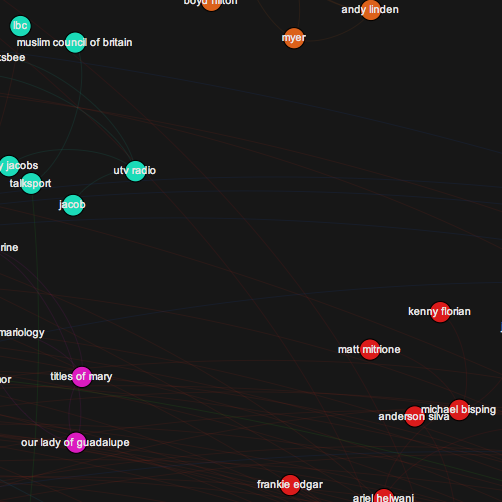 boyd hilton
andy linden
lbc
myer
muslim council of britain
ksbee
y jacobs
utv radio
talksport
jacob
rine
kenny florian
mariology
matt mitrione
titles of mary
nor
michael bisping
anderson silva
our lady of guadalupe
frankie edgar
ariel helwani